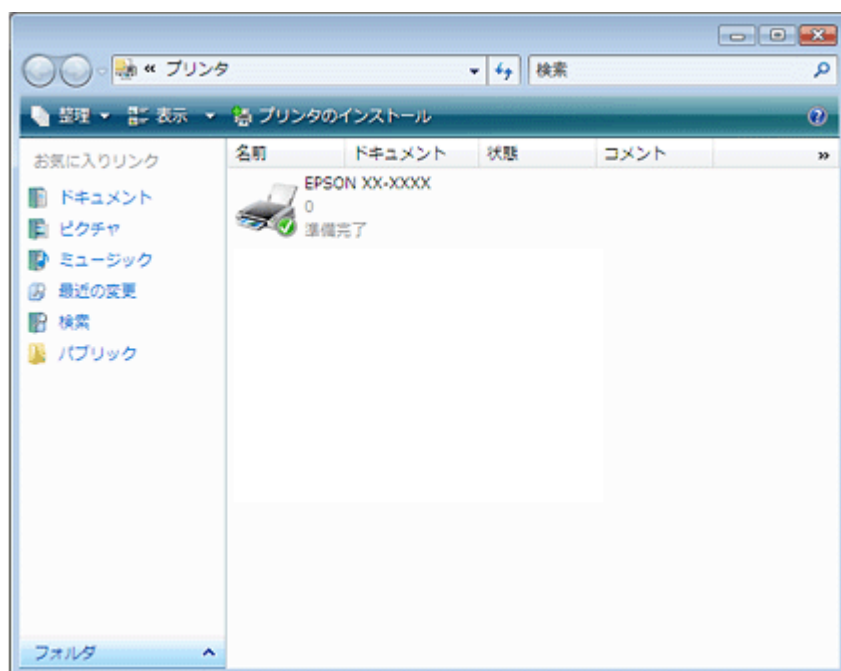 « プリンタ
検索
整理 表示 プリンタのインストール
お気に入りリンク
ドキュメント
ピクチャ
ミュージック
最近の変更
検索
パブリック
フォルダ
名前 ドキュメント 状態 コメント »
EPSON XX-XXXX
0
準備完了